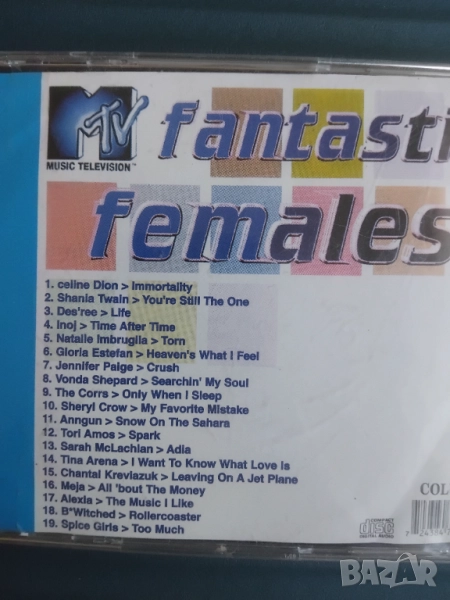 MTV
MUSIC TELEVISION™
fantasti
females
1. celine Dion > Immortality
2. Shania Twain > You're Still The One
3. Des'ree > Life
4. Inoj > Time After Time
5. Natalie Imbruglia > Torn
6. Gloria Estefan > Heaven's What I Feel
7. Jennifer Paige > Crush
8. Vonda Shepard > Searchin' My Soul
9. The Corrs > Only When I Sleep
10. Sheryl Crow > My Favorite Mistake
11. Anngun > Snow On The Sahara
12. Tori Amos > Spark
13. Sarah McLachlan > Adia
14. Tina Arena > I Want To Know What Love Is
15. Chantal Kreviazuk > Leaving On A Jet Plane
16. Meja > All 'bout The Money
17. Alexia > The Music I Like
18. B*Witched > Rollercoaster
19. Spice Girls > Too Much
COL
disc
BAZAR